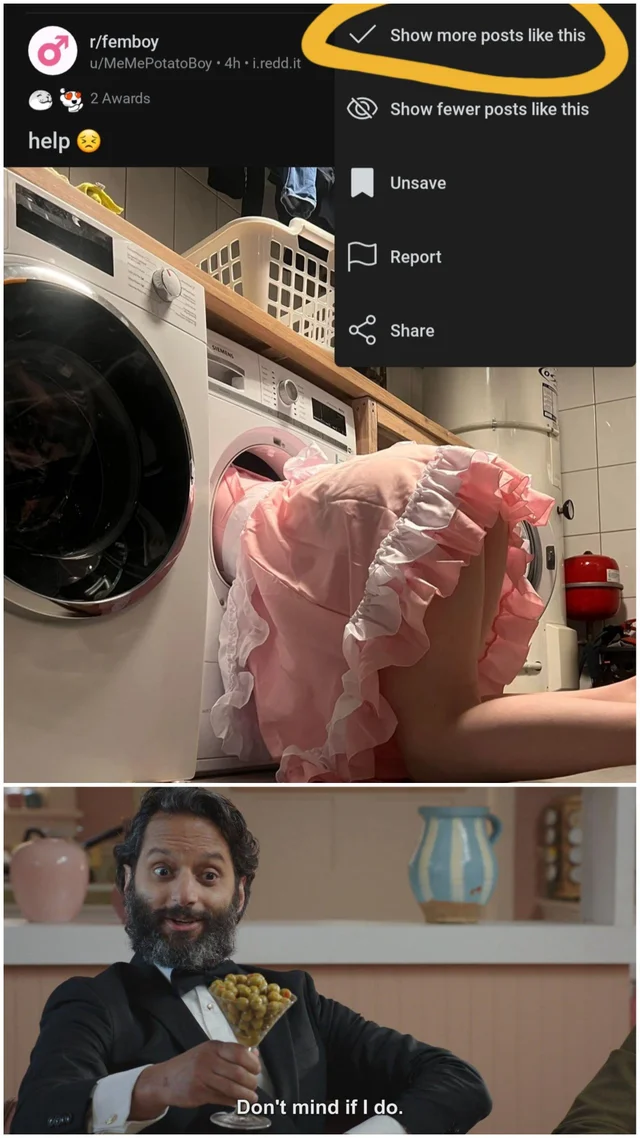 r/femboy
u/MeMePotatoBoy • 4h • i.redd.it
2 Awards
help 😣
Show more posts like this
Show fewer posts like this
Unsave
Report
Share
SIEMENS
Don't mind if I do.